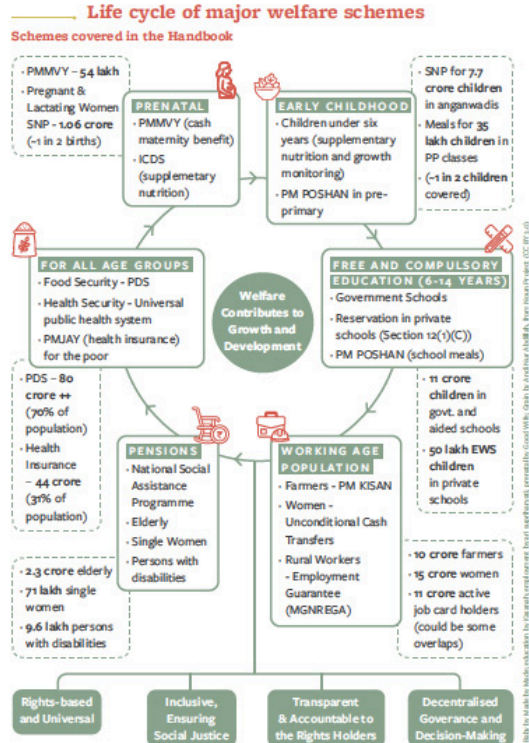 Life cycle of major welfare schemes
Schemes covered in the Handbook
• PMMVY – 54 lakh
• Pregnant &
Lactating Women
SNP – 1.06 crore
(~1 in 2 births)
PRENATAL
• PMMVY (cash
maternity benefit)
• ICDS
(supplemetary
nutrition)
EARLY CHILDHOOD
• Children under six
years (supplementary
nutrition and growth
monitoring)
• PM POSHAN in pre-
primary
• SNP for 7.7
crore children
in anganwadis
• Meals for 35
lakh children in
PP classes
• (~1 in 2 children
covered)
FOR ALL AGE GROUPS
• Food Security - PDS
• Health Security - Universal
public health system
• PMJAY (health insurance)
for the poor
Welfare
Contributes to
Growth and
Development
FREE AND COMPULSORY
EDUCATION (6-14 YEARS)
• Government Schools
• Reservation in private
schools (Section 12(1)(C))
• PM POSHAN (school meals)
• PDS – 80
crore ++
(70% of
population)
• Health
Insurance
– 44 crore
(31% of
population)
• 11 crore
children in
govt. and
aided schools
• 50 lakh EWS
children
in private
schools
PENSIONS
• National Social
Assistance
Programme
• Elderly
• Single Women
• Persons with
disabilities
WORKING AGE
POPULATION
• Farmers - PM KISAN
• Women -
Unconditional Cash
Transfers
• Rural Workers
- Employment
Guarantee
(MGNREGA)
• 2.3 crore elderly
• 71 lakh single
women
• 9.6 lakh persons
with disabilities
• 10 crore farmers
• 15 crore women
• 11 crore active
job card holders
(could be some
overlaps)
Rights-based
and Universal
Inclusive,
Ensuring
Social Justice
Transparent
& Accountable to
the Rights Holders
Decentralised
Goverance and
Decision-Making